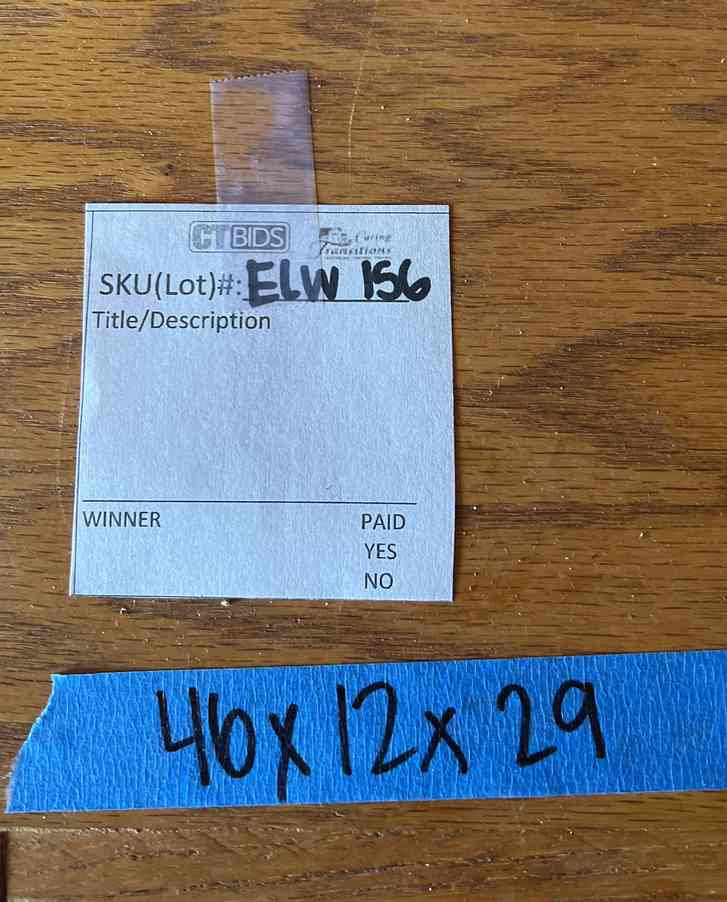 CTBIDS Caring Transitions
SKU(Lot)#: ELW 156
Title/Description
WINNER PAID
YES
NO
46x12x29